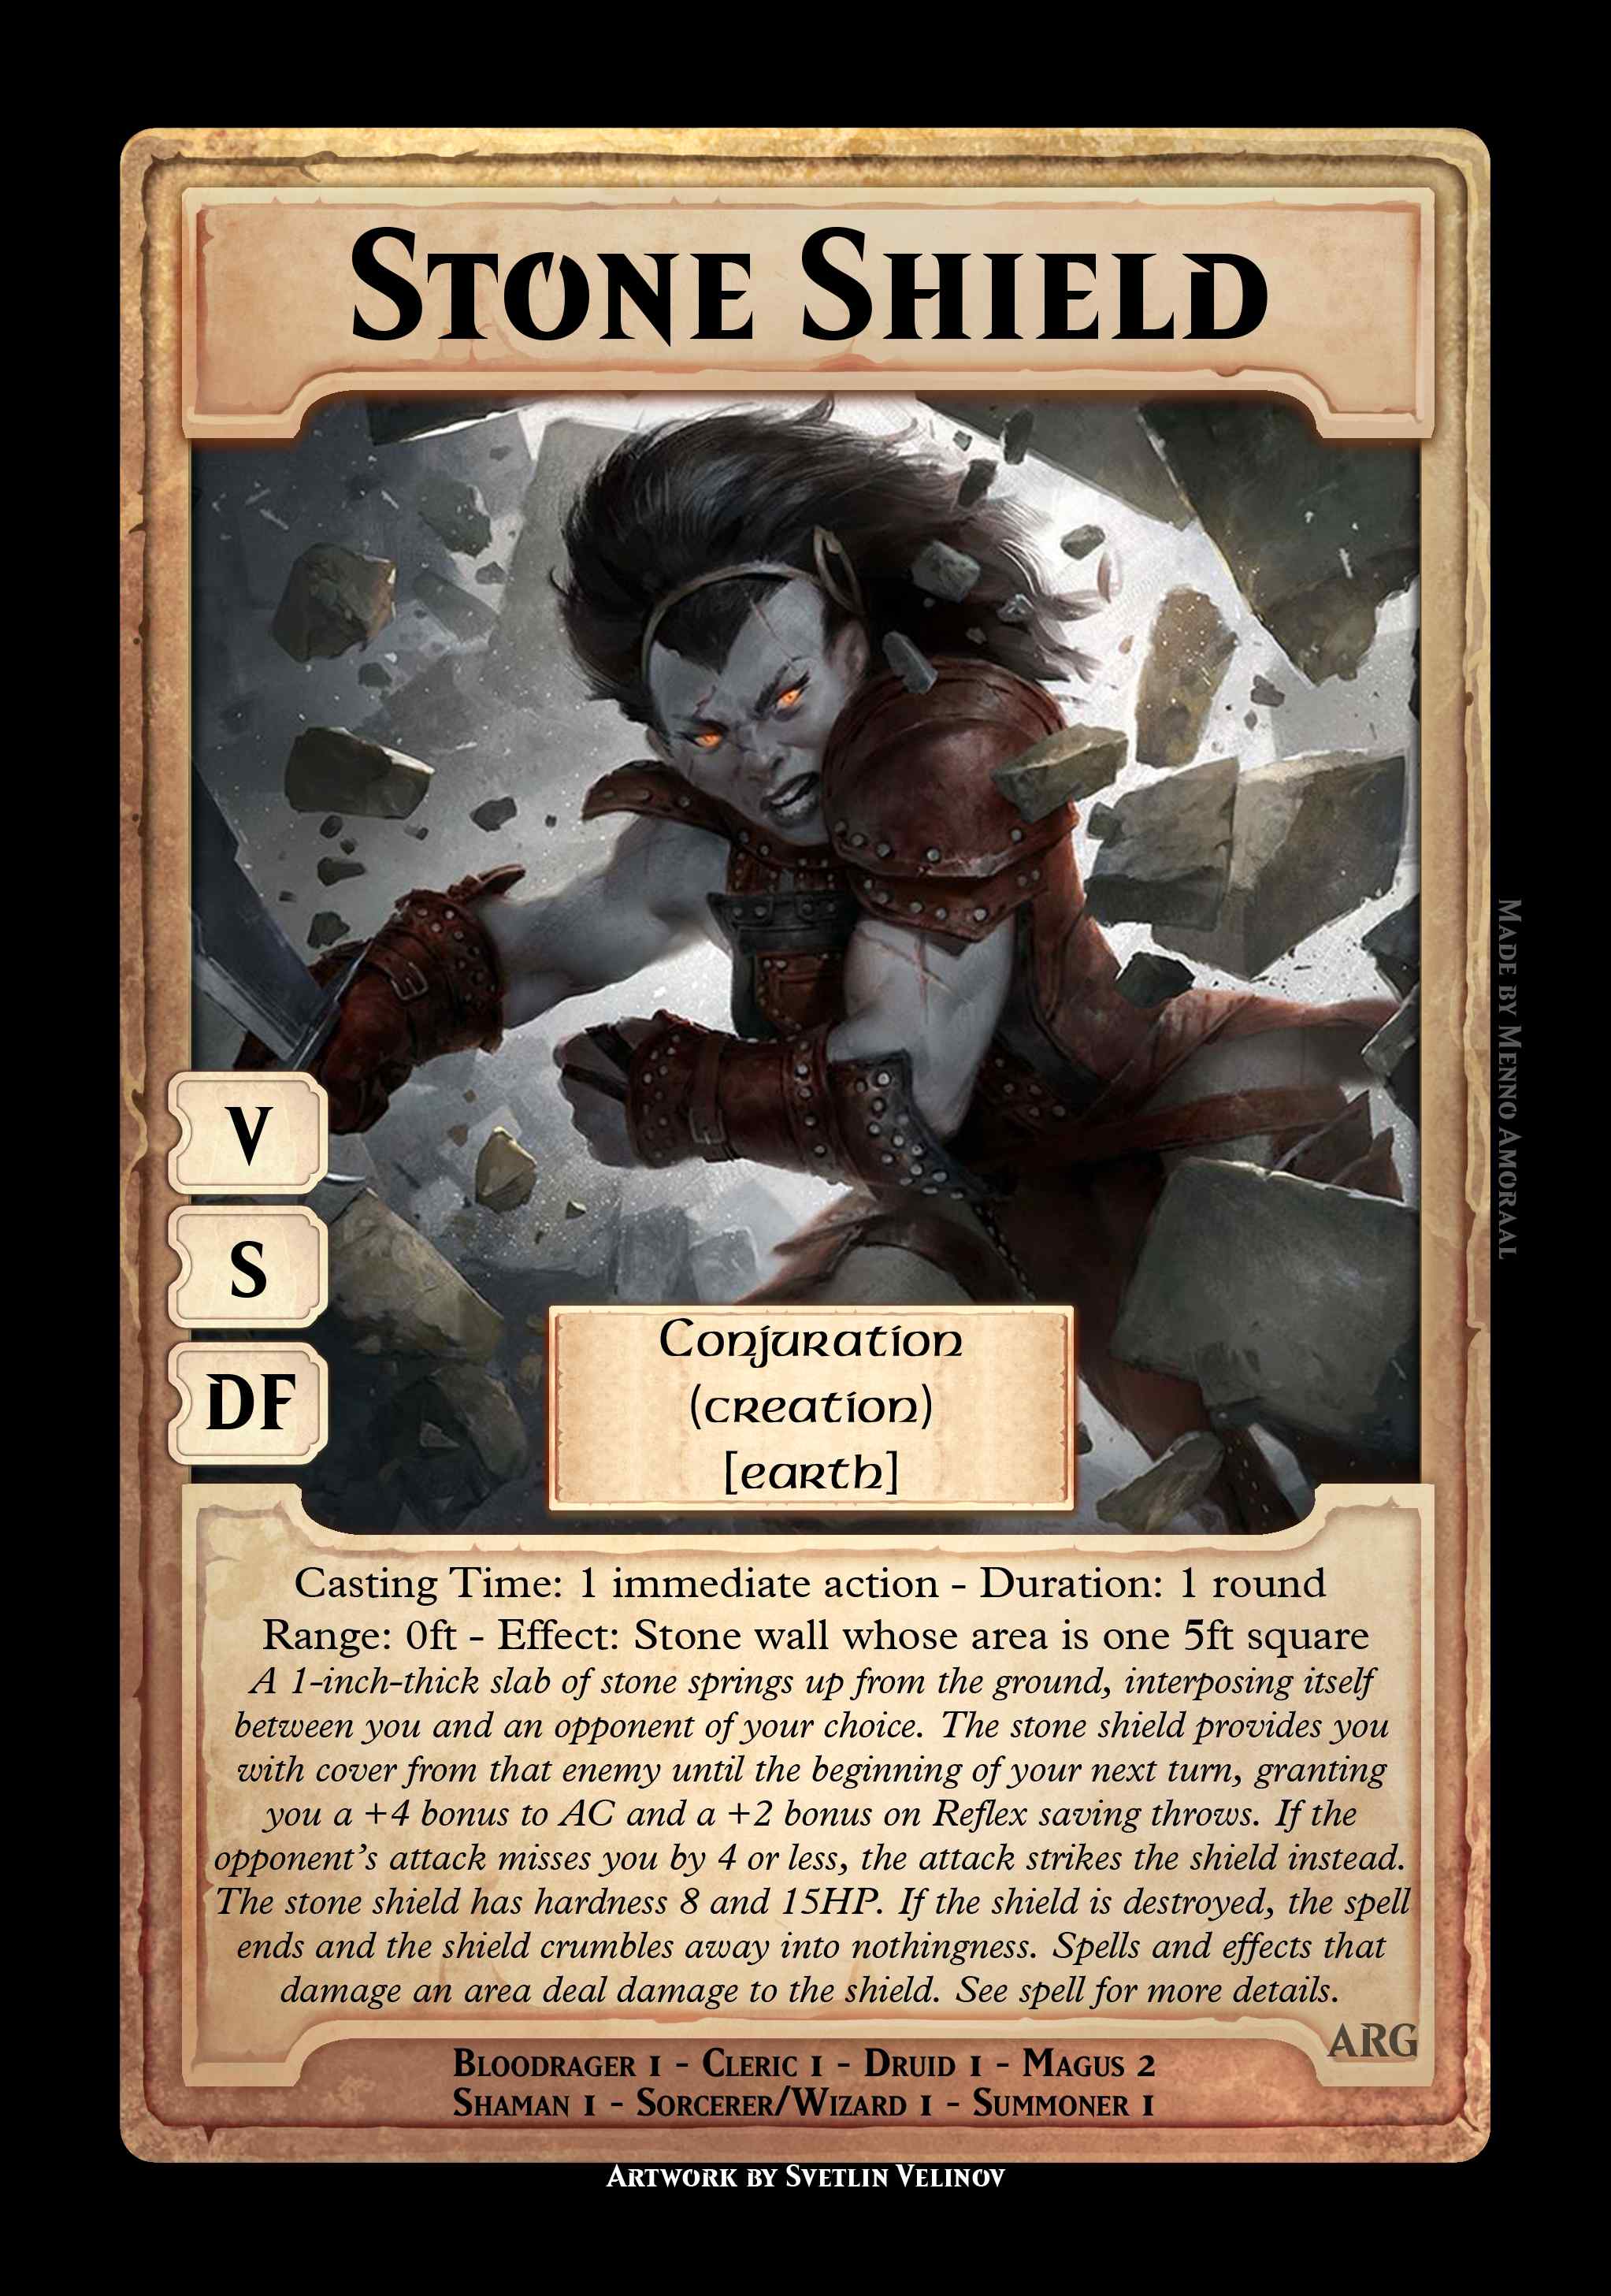 Stone Shield
V
S
DF
Conjuration
(creation)
[earth]
Casting Time: 1 immediate action - Duration: 1 round
Range: 0ft - Effect: Stone wall whose area is one 5ft square
A 1-inch-thick slab of stone springs up from the ground, interposing itself
between you and an opponent of your choice. The stone shield provides you
with cover from that enemy until the beginning of your next turn, granting
you a +4 bonus to AC and a +2 bonus on Reflex saving throws. If the
opponent's attack misses you by 4 or less, the attack strikes the shield instead.
The stone shield has hardness 8 and 15HP. If the shield is destroyed, the spell
ends and the shield crumbles away into nothingness. Spells and effects that
damage an area deal damage to the shield. See spell for more details.
ARG
Bloodrager 1 - Cleric 1 - Druid 1 - Magus 2
Shaman 1 - Sorcerer/Wizard 1 - Summoner 1
Artwork by Svetlin Velinov
Made by Menno Amoraal